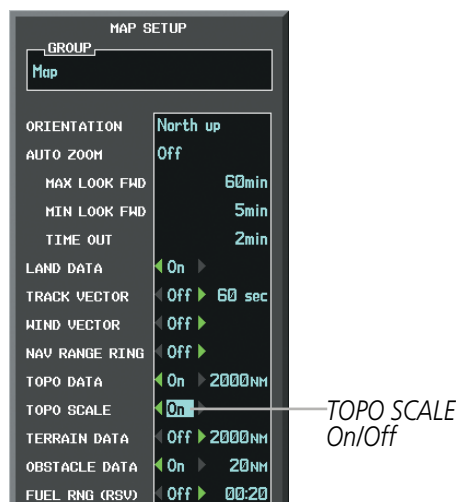 MAP SETUP
GROUP
Map
ORIENTATION North up
AUTO ZOOM Off
MAX LOOK FWD 60min
MIN LOOK FWD 5min
TIME OUT 2min
LAND DATA On
TRACK VECTOR Off 60 sec
WIND VECTOR Off
NAV RANGE RING Off
TOPO DATA On 2000NM
TOPO SCALE On
TOPO SCALE
On/Off
TERRAIN DATA Off 2000NM
OBSTACLE DATA On 20NM
FUEL RNG (RSV) Off 00:20